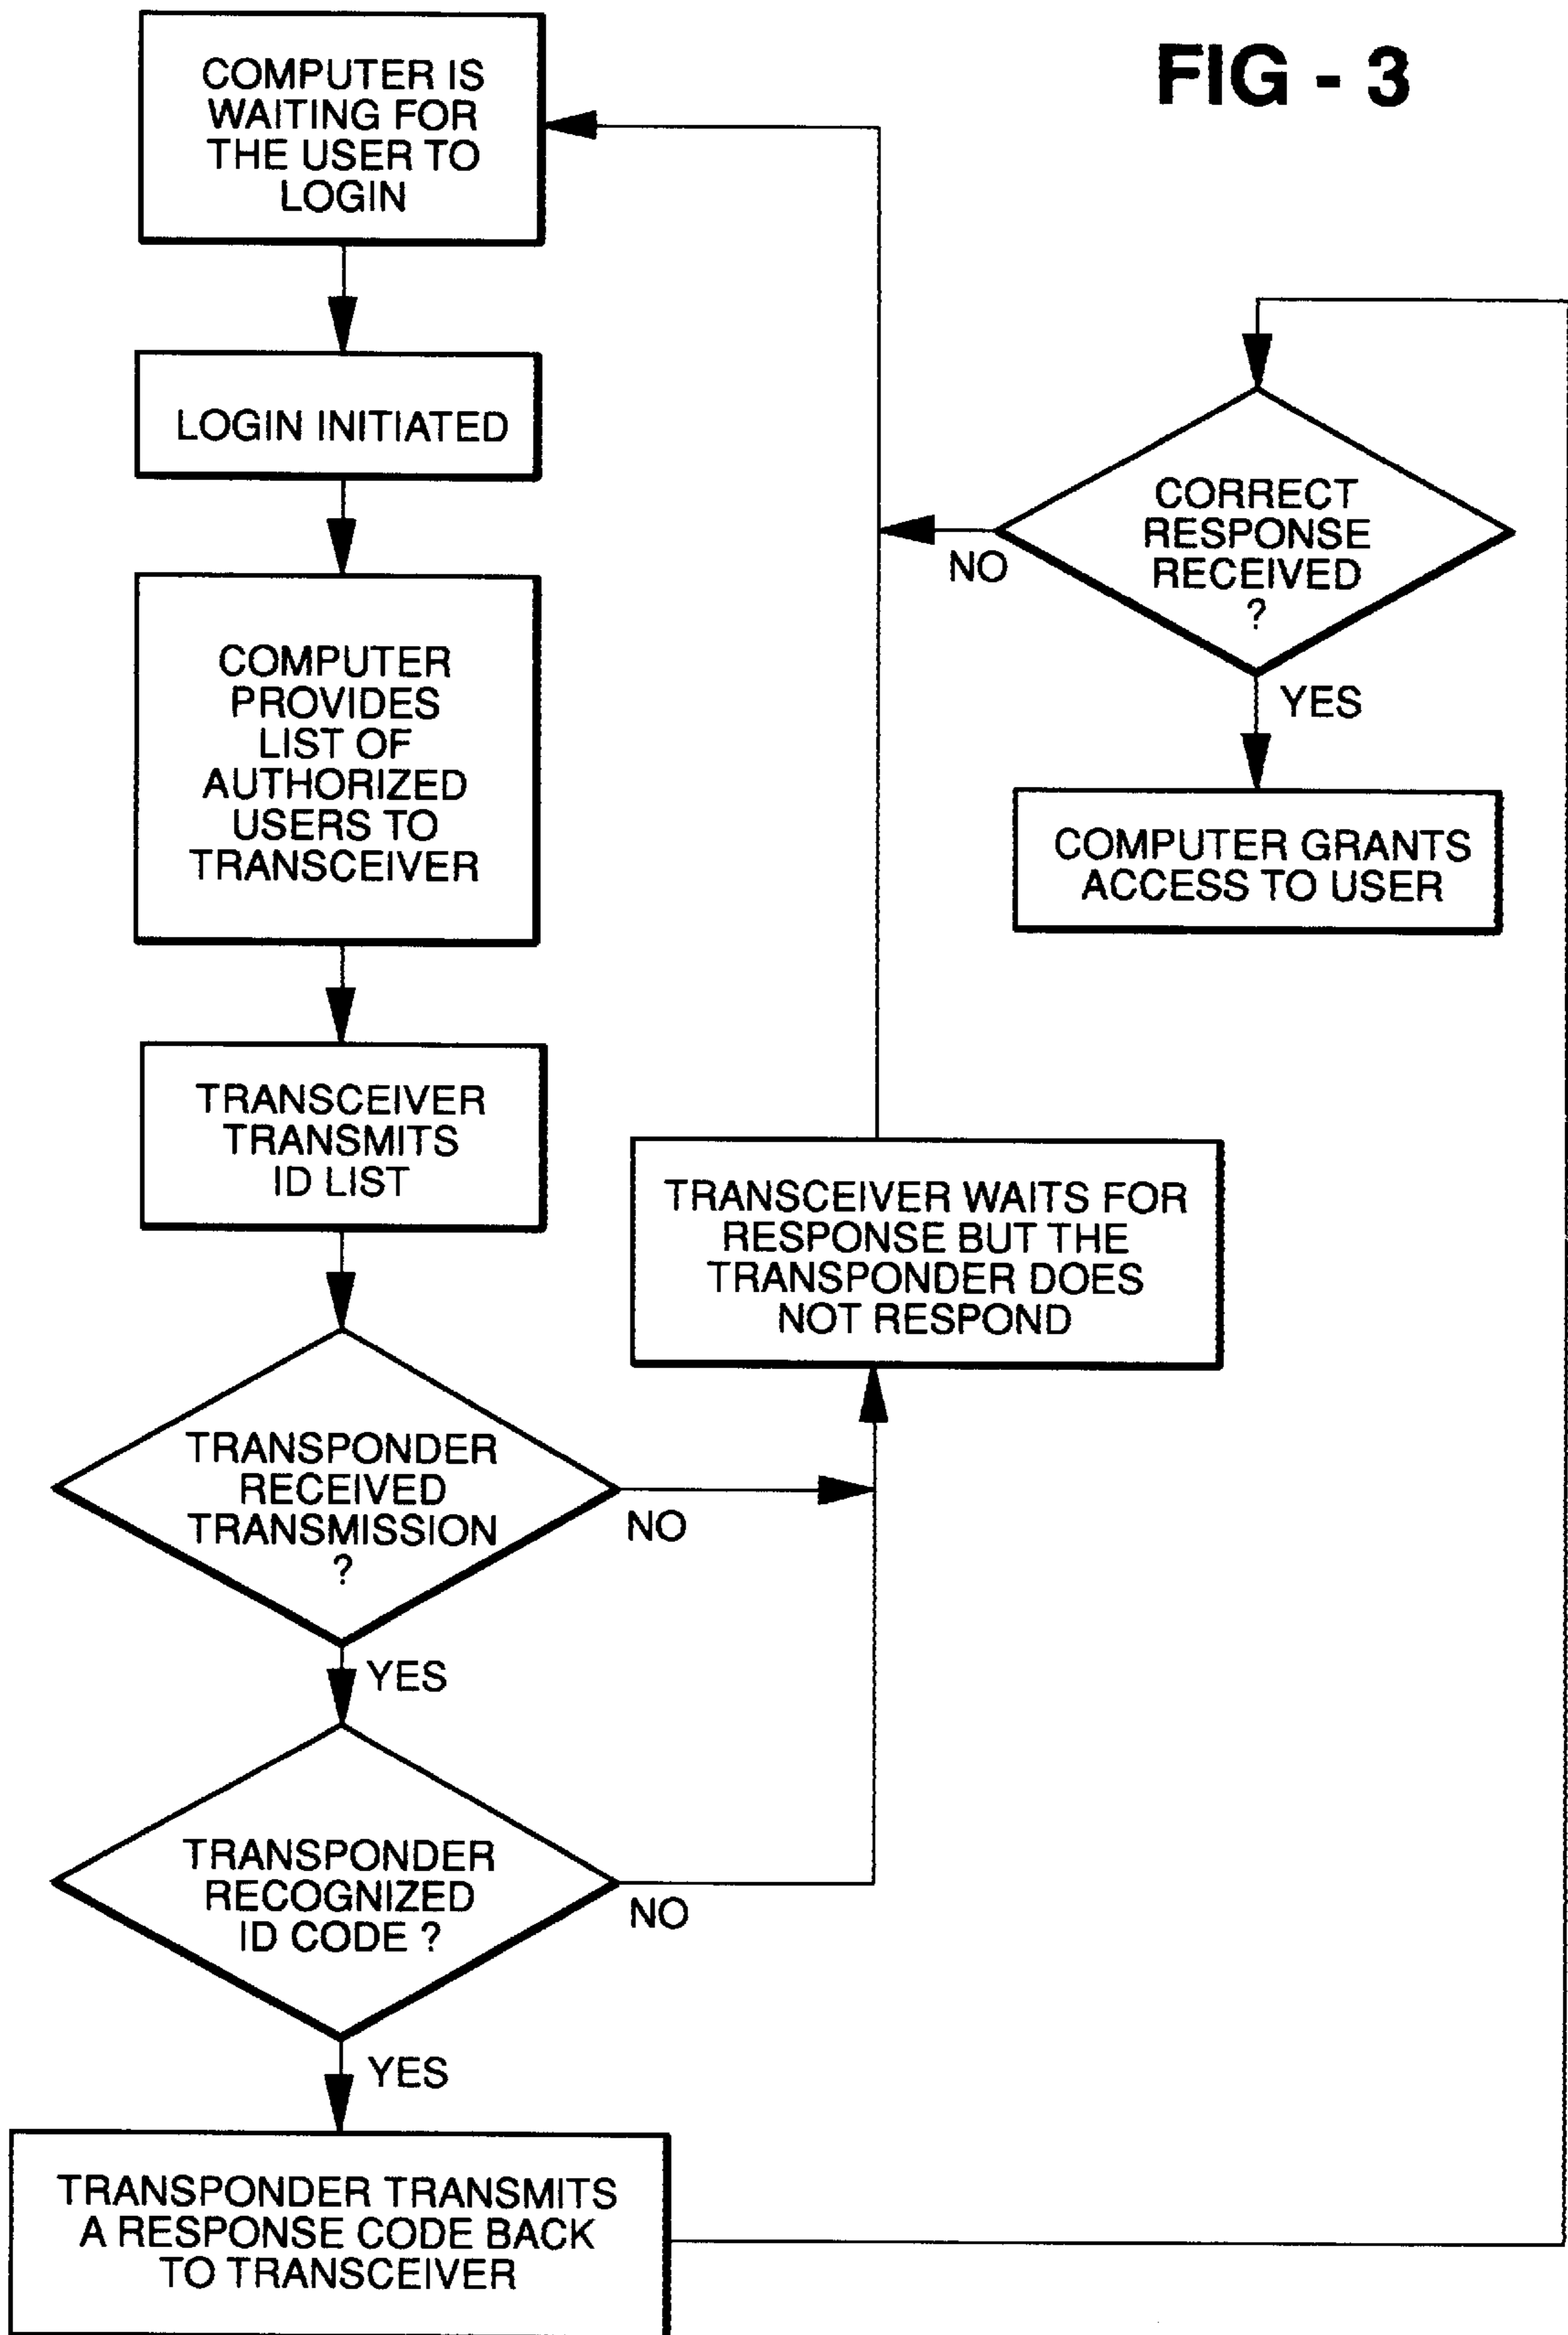 FIG - 3
COMPUTER IS
WAITING FOR
THE USER TO
LOGIN
LOGIN INITIATED
COMPUTER
PROVIDES
LIST OF
AUTHORIZED
USERS TO
TRANSCEIVER
TRANSCEIVER
TRANSMITS
ID LIST
TRANSPONDER
RECEIVED
TRANSMISSION
?
NO
YES
TRANSPONDER
RECOGNIZED
ID CODE ?
NO
YES
TRANSPONDER TRANSMITS
A RESPONSE CODE BACK
TO TRANSCEIVER
TRANSCEIVER WAITS FOR
RESPONSE BUT THE
TRANSPONDER DOES
NOT RESPOND
CORRECT
RESPONSE
RECEIVED
?
NO
YES
COMPUTER GRANTS
ACCESS TO USER